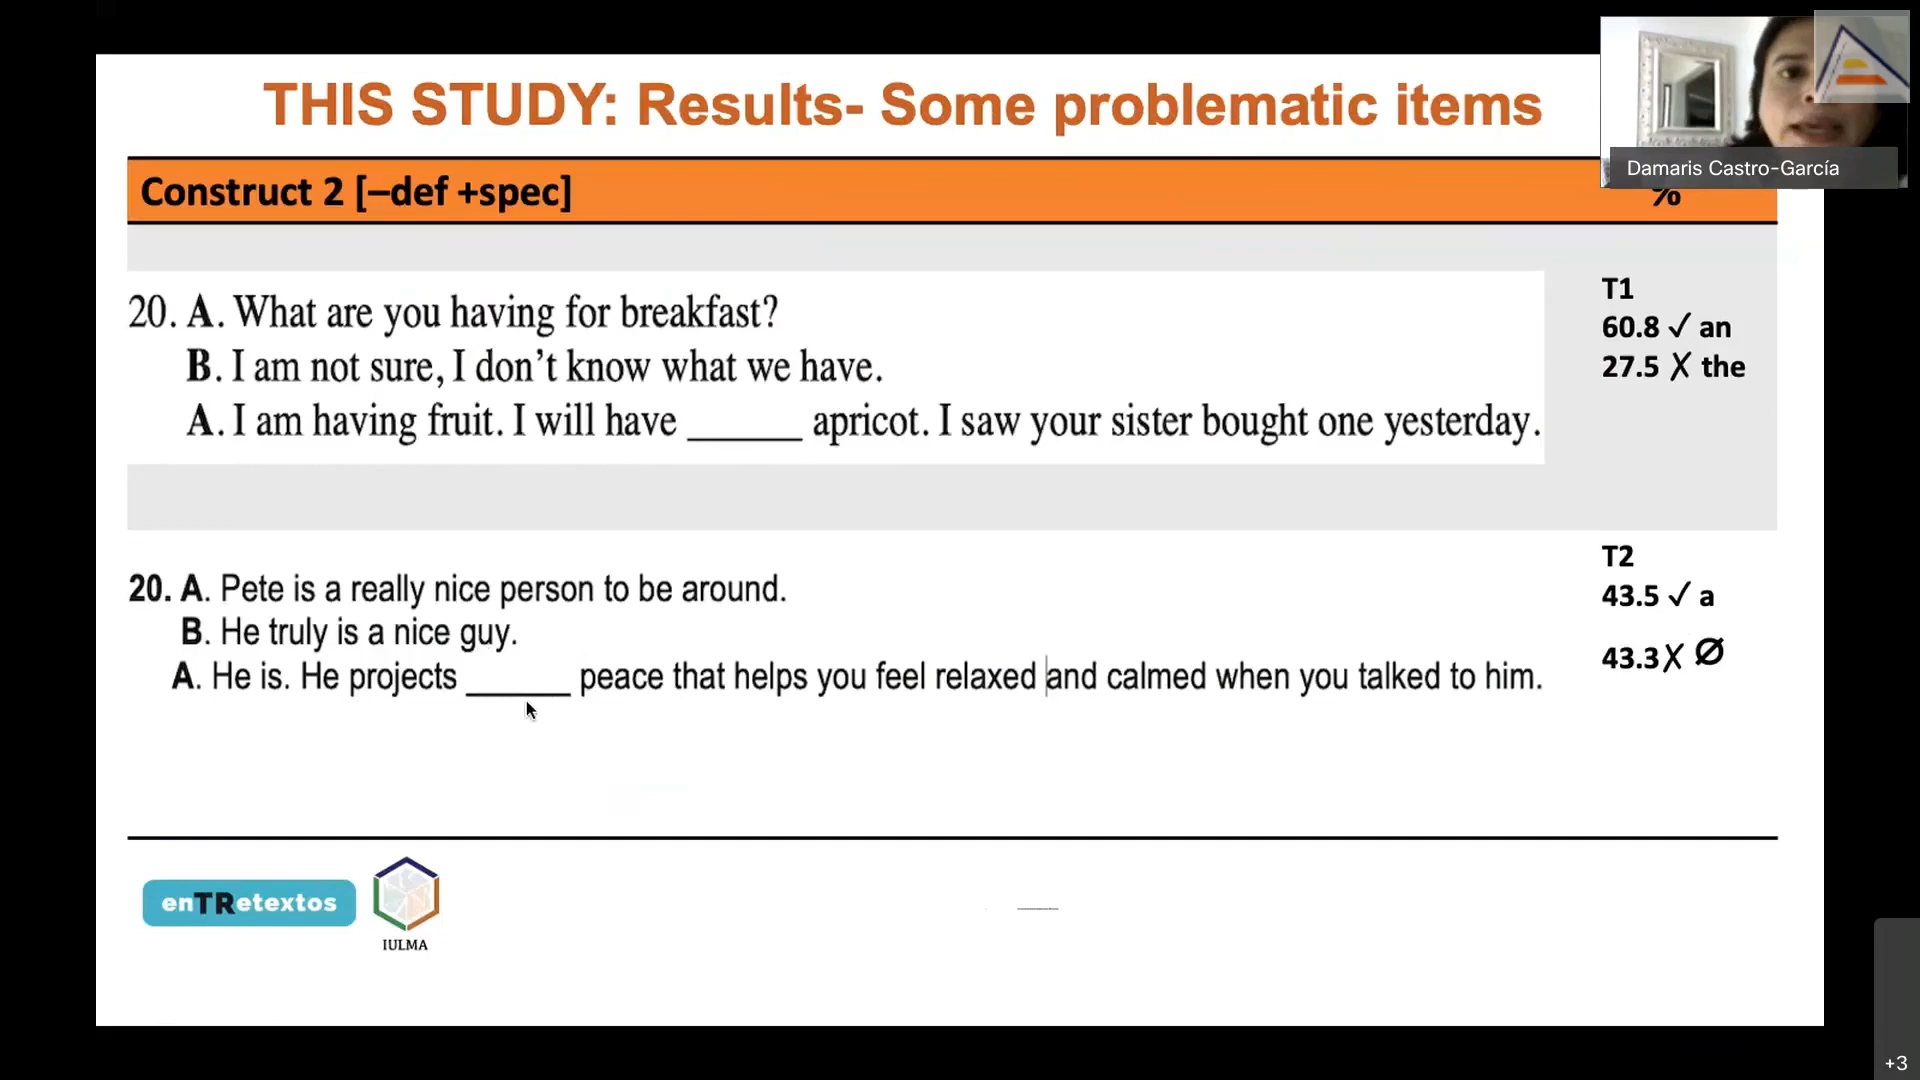 THIS STUDY: Results- Some problematic items
Damaris Castro-García
Construct 2 [–def +spec]
%
20. A. What are you having for breakfast?
B. I am not sure, I don't know what we have.
A. I am having fruit. I will have ______ apricot. I saw your sister bought one yesterday.
T1
60.8 ✓ an
27.5 ✗ the
20. A. Pete is a really nice person to be around.
B. He truly is a nice guy.
A. He is. He projects ______ peace that helps you feel relaxed and calmed when you talked to him.
T2
43.5 ✓ a
43.3 ✗ Ø
enTRetextos
IULMA
+3